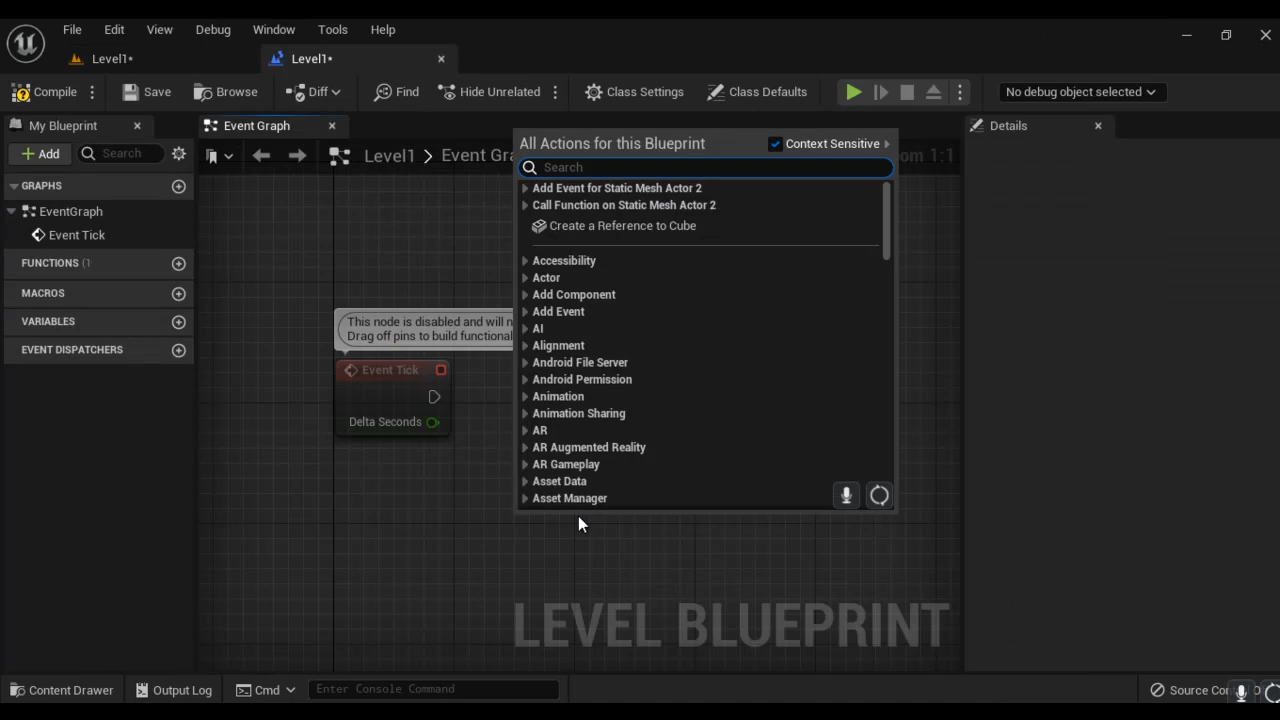 File Edit View Debug Window Tools Help
Level1* Level1*
Compile Save Browse Diff Find Hide Unrelated Class Settings Class Defaults No debug object selected
My Blueprint Event Graph Details
Add Search
Level1 > Event Gra om 1:1
All Actions for this Blueprint Context Sensitive
Search
GRAPHS
EventGraph
Event Tick
FUNCTIONS (1
MACROS
VARIABLES
EVENT DISPATCHERS
This node is disabled and will n
Drag off pins to build functional
Event Tick
Delta Seconds
Add Event for Static Mesh Actor 2
Call Function on Static Mesh Actor 2
Create a Reference to Cube
Accessibility
Actor
Add Component
Add Event
AI
Alignment
Android File Server
Android Permission
Animation
Animation Sharing
AR
AR Augmented Reality
AR Gameplay
Asset Data
Asset Manager
LEVEL BLUEPRINT
Content Drawer Output Log Cmd Enter Console Command Source Co